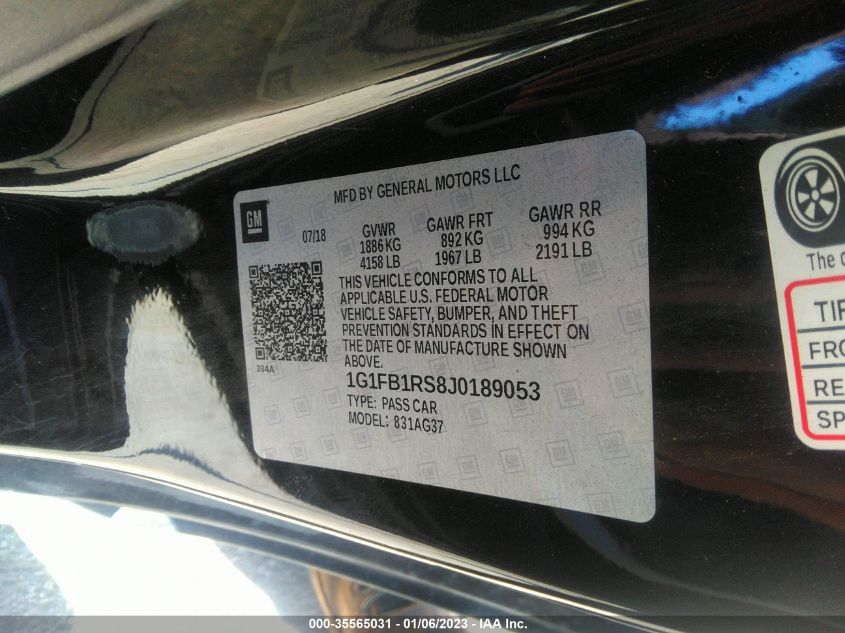 MFD BY GENERAL MOTORS LLC
GM
07/18
GVWR GAWR FRT GAWR RR
1886 KG 892 KG 994 KG
4158 LB 1967 LB 2191 LB
THIS VEHICLE CONFORMS TO ALL
APPLICABLE U.S. FEDERAL MOTOR
VEHICLE SAFETY, BUMPER, AND THEFT
PREVENTION STANDARDS IN EFFECT ON
THE DATE OF MANUFACTURE SHOWN
ABOVE.
384A
1G1FB1RS8J0189053
TYPE: PASS CAR
MODEL: 831AG37
The
TIR
FRO
RE
SP
000-35565031 - 01/06/2023 - IAA Inc.